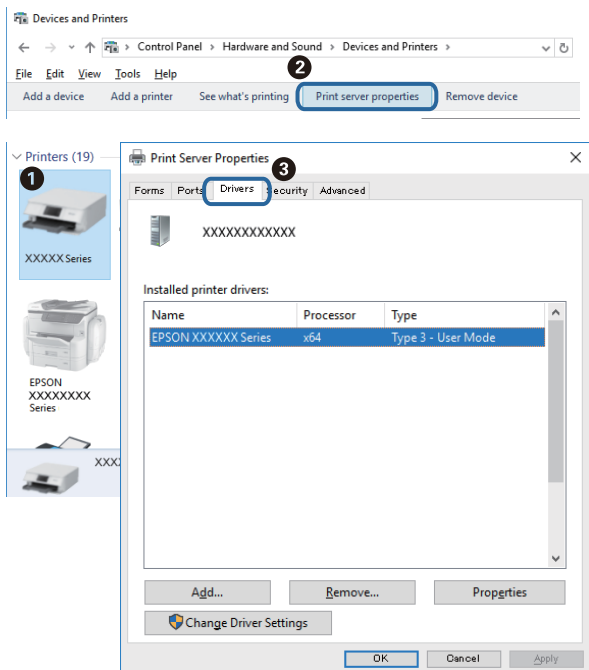 Devices and Printers
Control Panel > Hardware and Sound > Devices and Printers >
File Edit View Tools Help
2
Add a device Add a printer See what's printing Print server properties Remove device
Printers (19)
1
XXXXX Series
EPSON
XXXXXXXX
Series
XXX
Print Server Properties
3
Forms Ports Drivers ecurity Advanced
XXXXXXXXXXXX
Installed printer drivers:
Name Processor Type
EPSON XXXXXX Series x64 Type 3 - User Mode
Add... Remove... Properties
Change Driver Settings
OK Cancel Apply